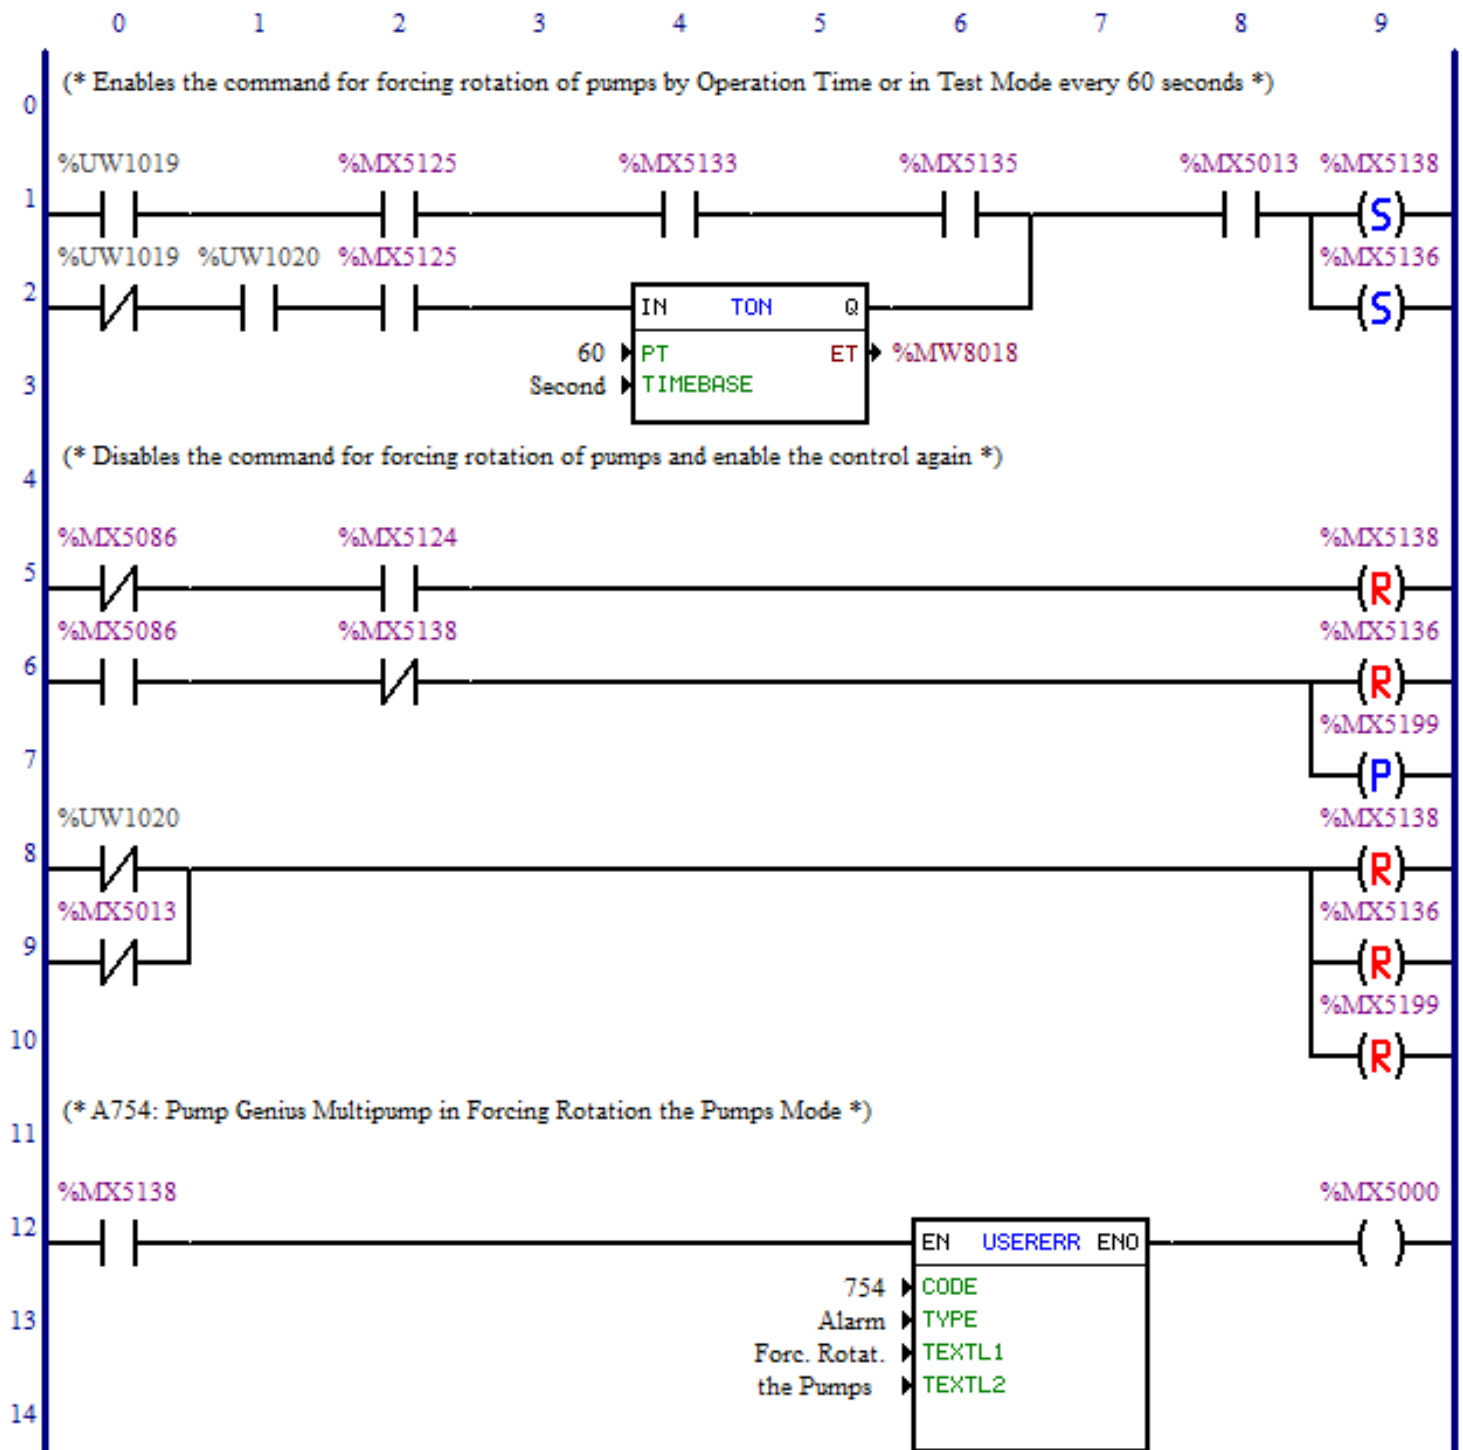 0 1 2 3 4 5 6 7 8 9
(* Enables the command for forcing rotation of pumps by Operation Time or in Test Mode every 60 seconds *)
0
%UW1019 %MX5125 %MX5133 %MX5135 %MX5013 %MX5138
1 (S)
%UW1019 %UW1020 %MX5125 %MX5136
2 IN TON Q (S)
60 PT ET %MW8018
3 Second TIMEBASE
(* Disables the command for forcing rotation of pumps and enable the control again *)
4
%MX5086 %MX5124 %MX5138
5 (R)
%MX5086 %MX5138 %MX5136
6 (R)
%MX5199
7 (P)
%UW1020 %MX5138
8 (R)
%MX5013 %MX5136
9 (R)
%MX5199
10 (R)
(* A754: Pump Genius Multipump in Forcing Rotation the Pumps Mode *)
11
%MX5138 %MX5000
12 EN USERERR ENO ( )
754 CODE
13 Alarm TYPE
Forc. Rotat. TEXTL1
the Pumps TEXTL2
14